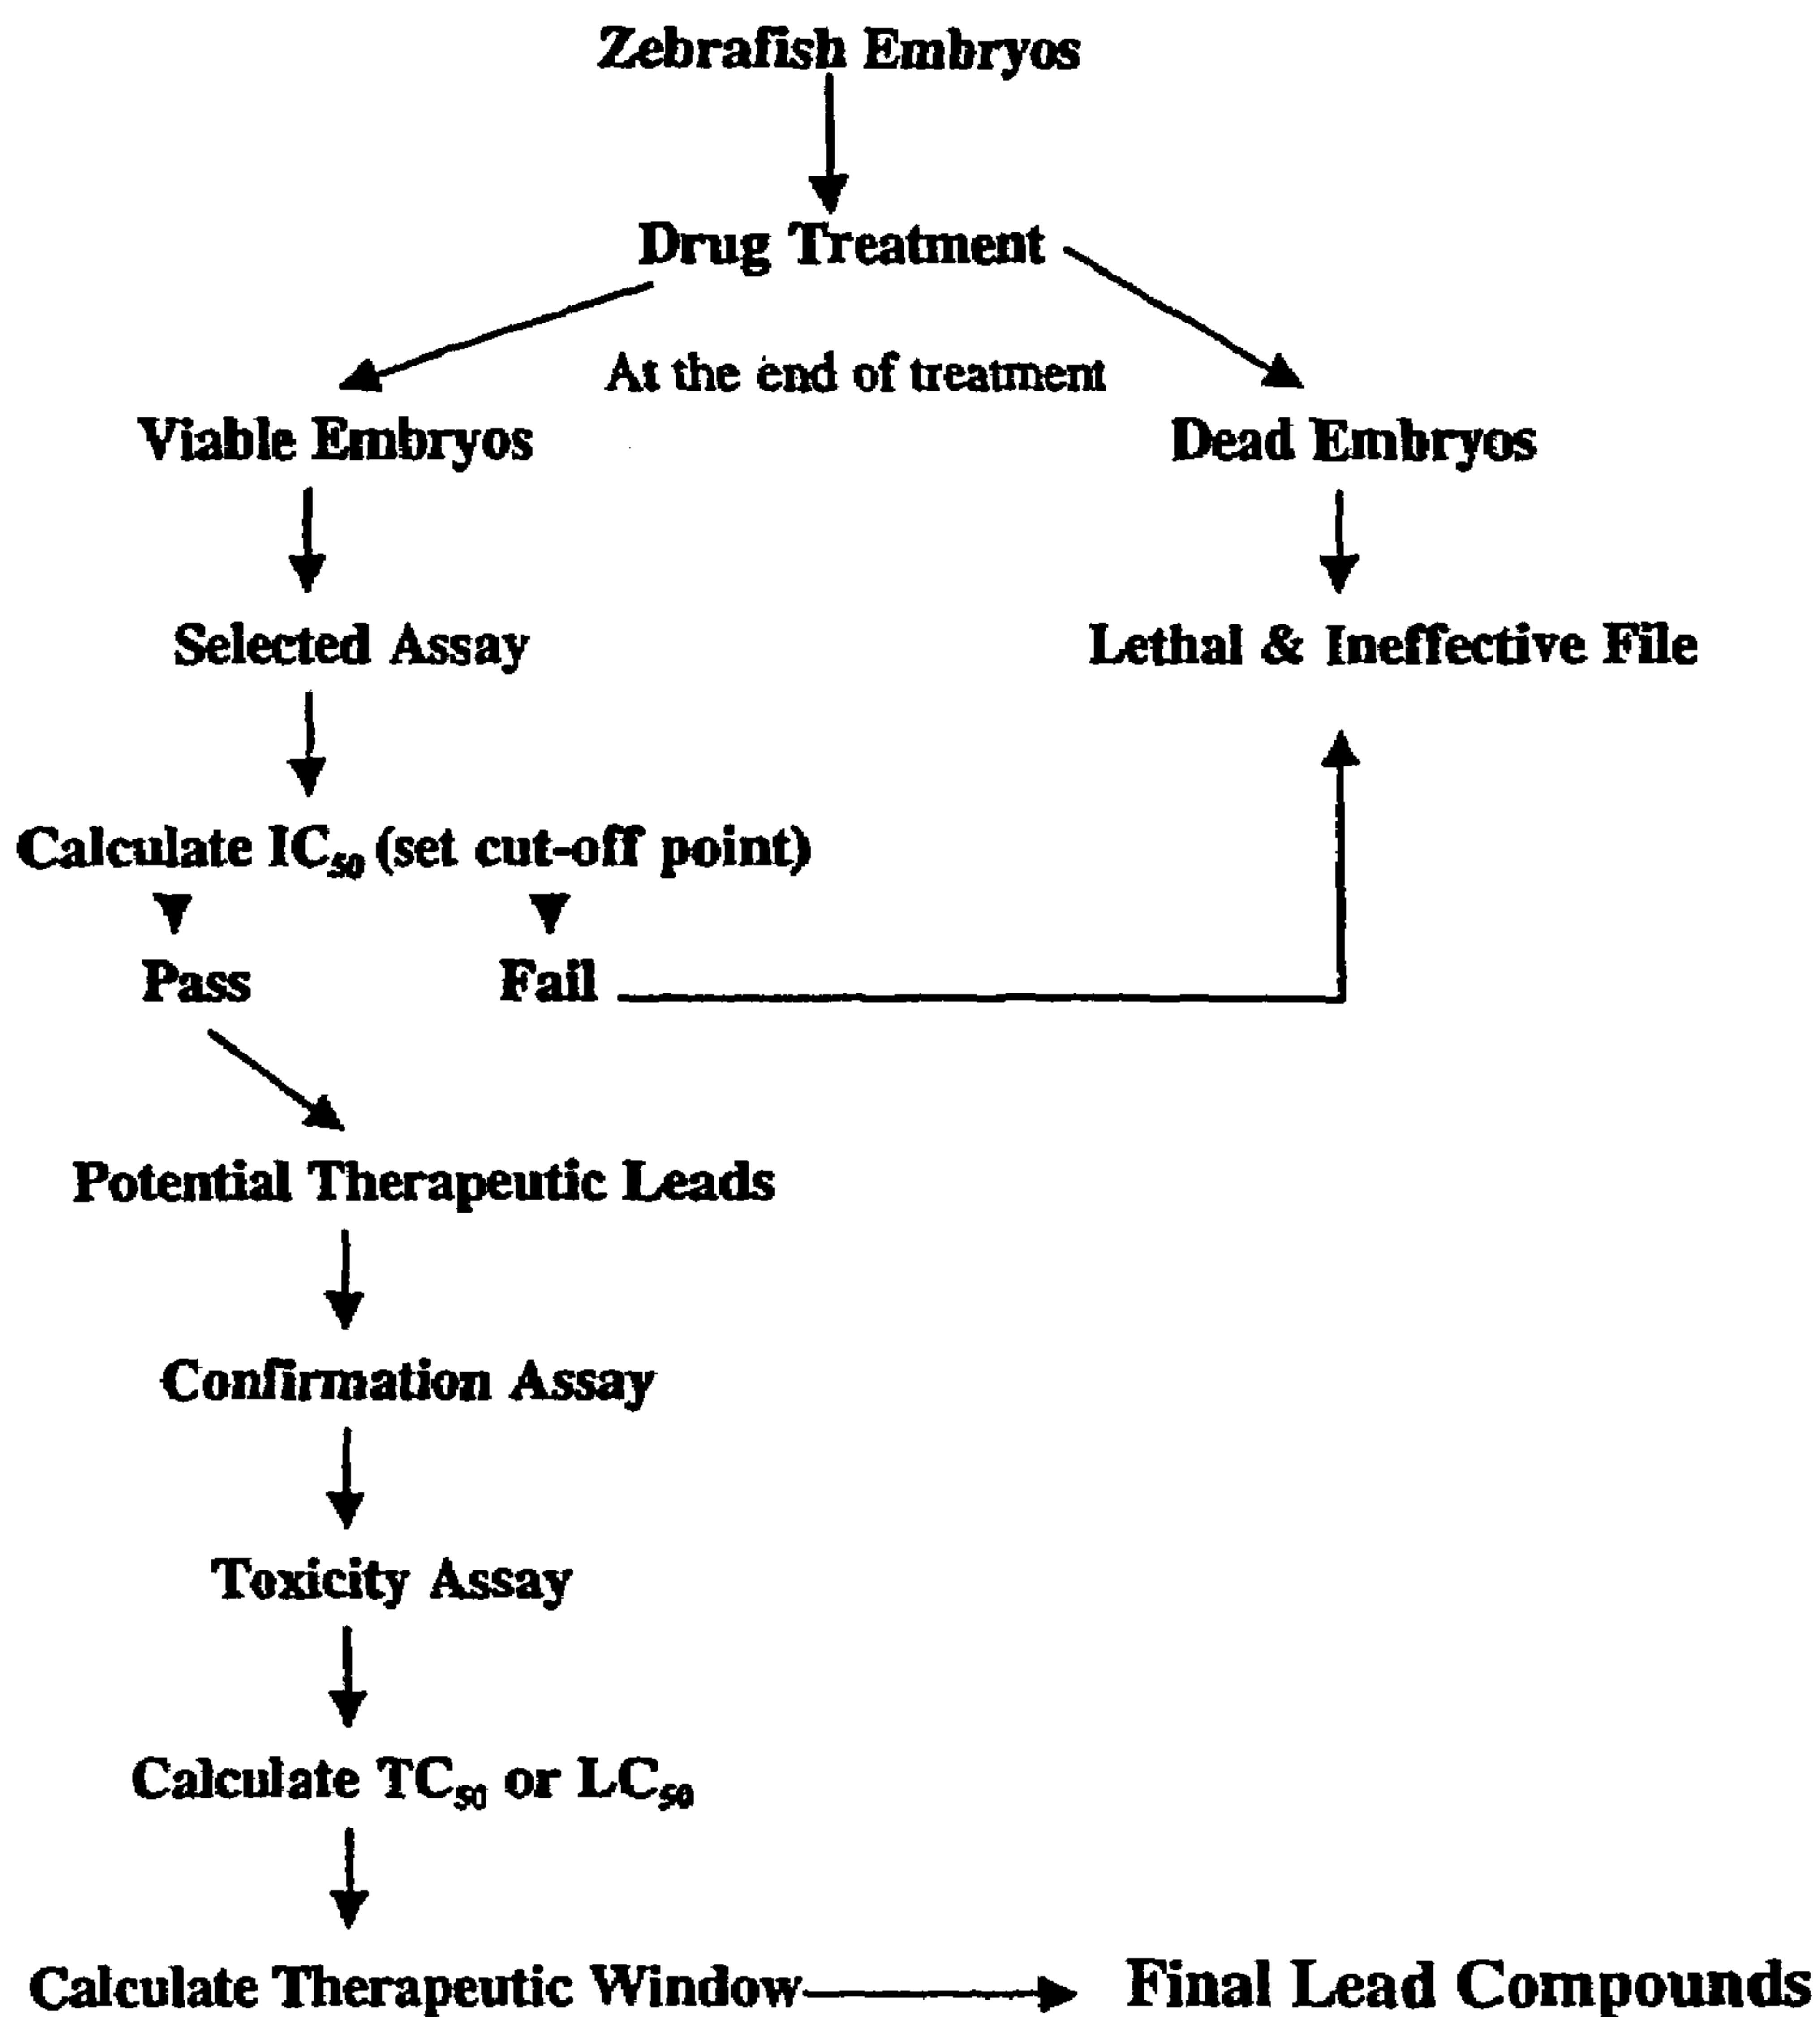 Zebrafish Embryos
Drug Treatment
At the end of treatment
Viable Embryos
Dead Embryos
Selected Assay
Lethal & Ineffective File
Calculate IC₅₀ (set cut-off point)
Pass
Fail
Potential Therapeutic Leads
Confirmation Assay
Toxicity Assay
Calculate TC₅₀ or LC₅₀
Calculate Therapeutic Window
Final Lead Compounds